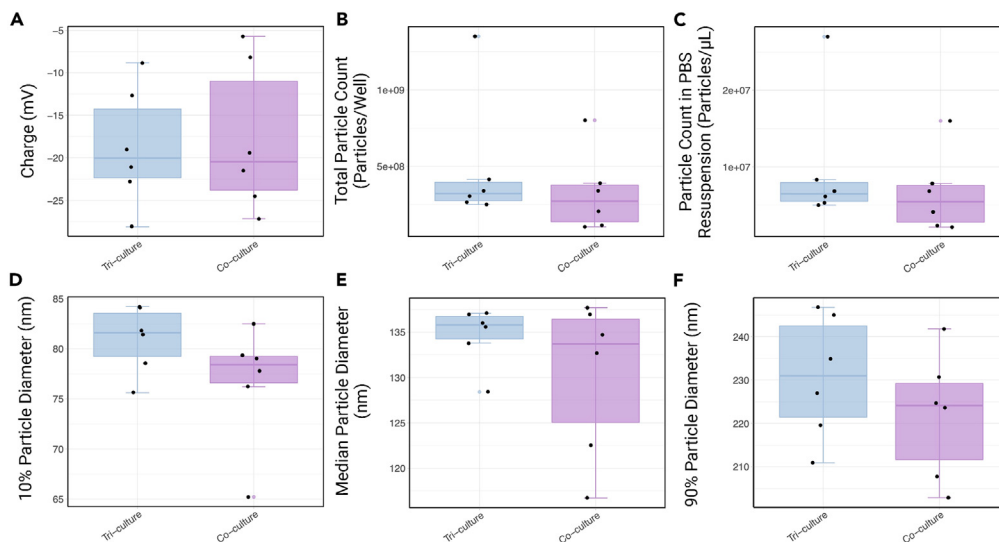 A
Charge (mV)
−5
−10
−15
−20
−25
Tri−culture
Co−culture
B
Total Particle Count
(Particles/Well)
1e+09
5e+08
Tri−culture
Co−culture
C
Particle Count in PBS
Resuspension (Particles/µL)
2e+07
1e+07
Tri−culture
Co−culture
D
10% Particle Diameter (nm)
85
80
75
70
65
Tri−culture
Co−culture
E
Median Particle Diameter
(nm)
135
130
125
120
Tri−culture
Co−culture
F
90% Particle Diameter (nm)
240
230
220
210
Tri−culture
Co−culture